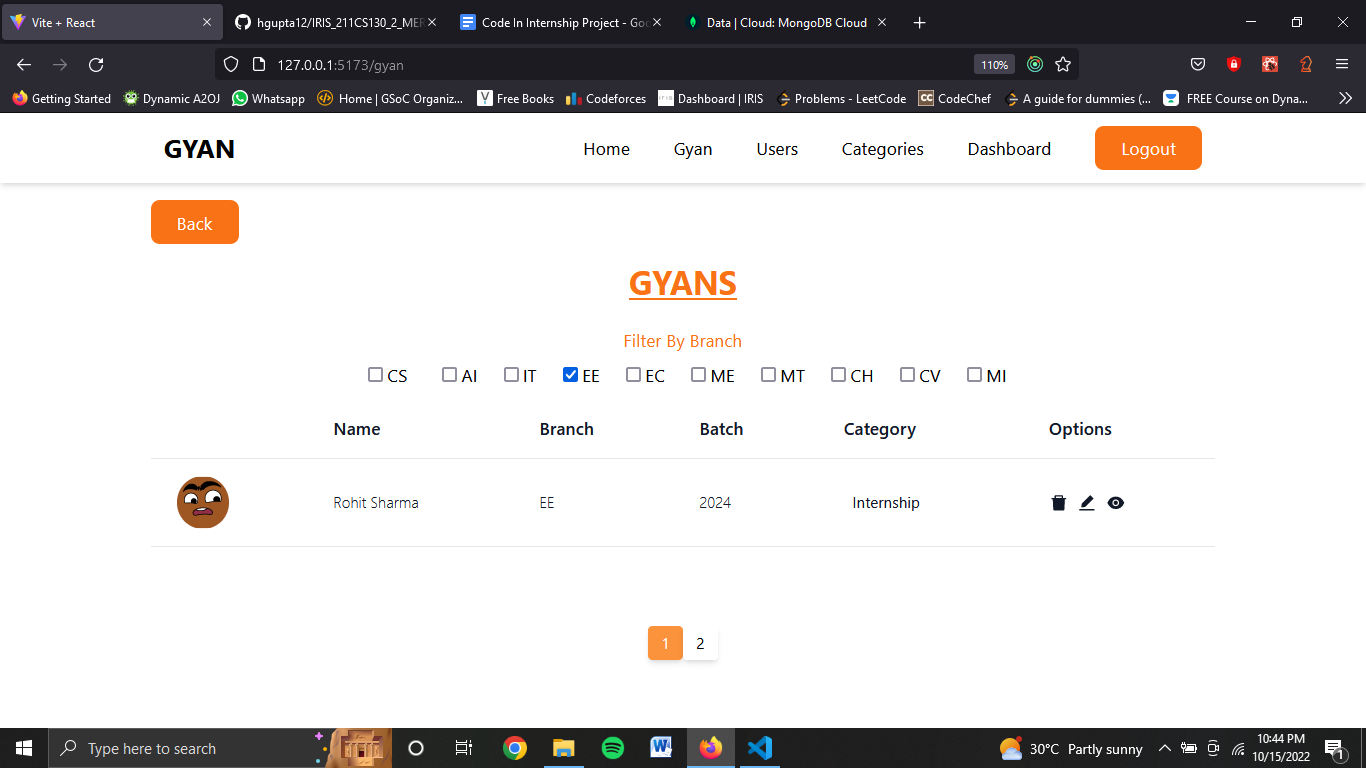 Vite + React
hgupta12/IRIS_211CS130_2_MER
Code In Internship Project - Goo
Data | Cloud: MongoDB Cloud
127.0.0.1:5173/gyan
110%
Getting Started
Dynamic A2OJ
Whatsapp
Home | GSoC Organiz...
Free Books
Codeforces
Dashboard | IRIS
Problems - LeetCode
CC
CodeChef
A guide for dummies (...
FREE Course on Dyna...
GYAN
Home
Gyan
Users
Categories
Dashboard
Logout
Back
GYANS
Filter By Branch
CS AI IT EE EC ME MT CH CV MI
Name Branch Batch Category Options
Rohit Sharma EE 2024 Internship
1 2
Type here to search
30°C Partly sunny
10:44 PM
10/15/2022
1